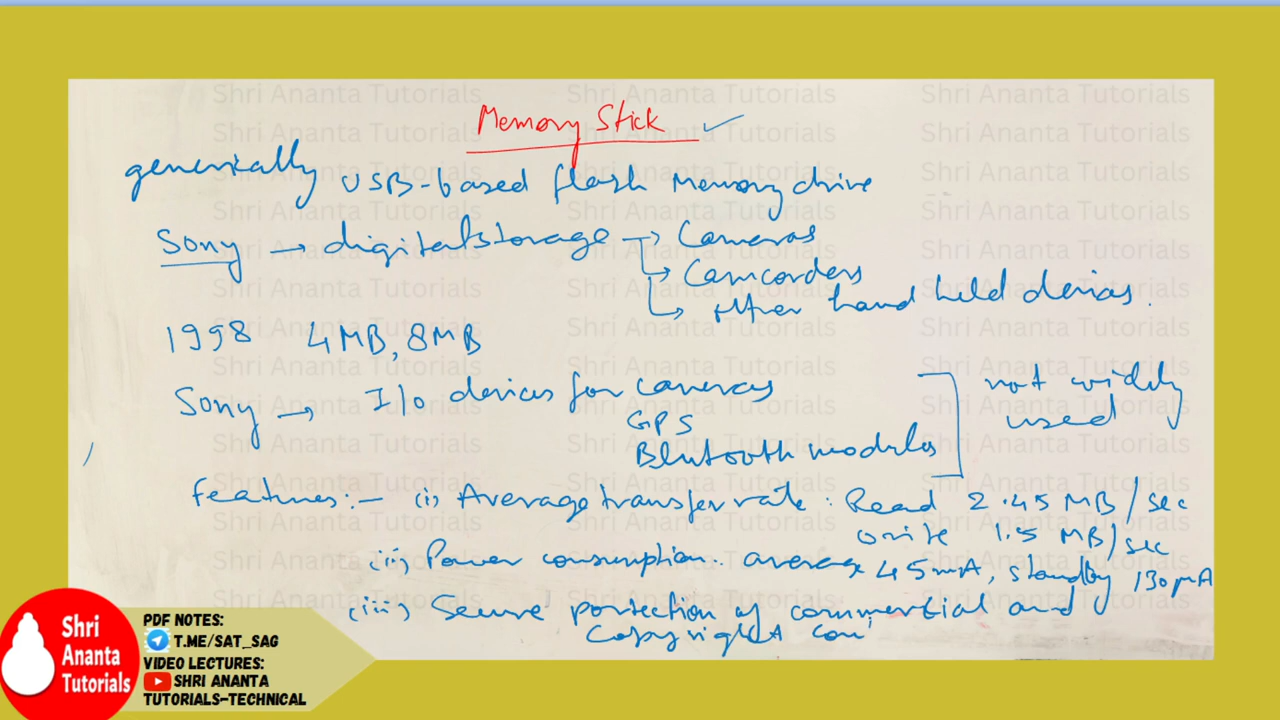 Memory Stick
generically USB-based flash Memory drive
Sony → digital storage → Cameras
→ Camcorders
→ other hand held devices.
1998 4MB, 8MB
Sony → I/o devices for cameras
GPS
Blutooth modules
not widely
used
features:- (i) Average transfer rate: Read 2.45 MB/sec
write 1.5 MB/sec
(ii) Power consumption: average 45mA, standby 130μA
(iii) Secure portection of commercial and
Copyright con
Shri
Ananta
Tutorials
PDF NOTES:
T.ME/SAT_SAG
VIDEO LECTURES:
SHRI ANANTA
TUTORIALS-TECHNICAL
Shri Ananta Tutorials